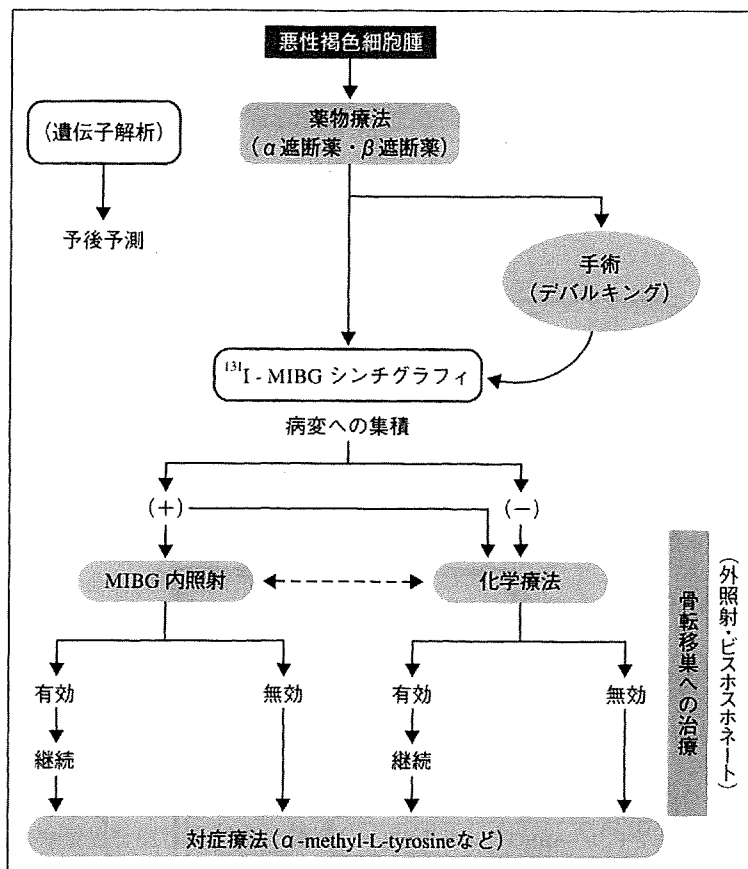 悪性褐色細胞腫
薬物療法
(α遮断薬・β遮断薬)
(遺伝子解析)
予後予測
手術
(デバルキング)
¹³¹I - MIBG シンチグラフィ
病変への集積
(+)
(-)
MIBG 内照射
化学療法
有効
無効
有効
無効
継続
継続
骨転移巣への治療
(外照射・ビスホスホネート)
対症療法(α-methyl-L-tyrosineなど)